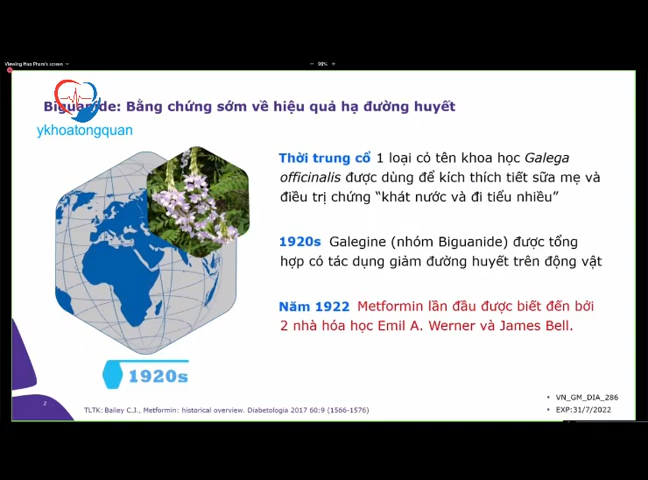 Viewing Hao Pham's screen
96%
Biguanide: Bằng chứng sớm về hiệu quả hạ đường huyết
ykhoatongquan
Thời trung cổ 1 loại cỏ tên khoa học Galega
officinalis được dùng để kích thích tiết sữa mẹ và
điều trị chứng “khát nước và đi tiểu nhiều”
1920s Galegine (nhóm Biguanide) được tổng
hợp có tác dụng giảm đường huyết trên động vật
Năm 1922 Metformin lần đầu được biết đến bởi
2 nhà hóa học Emil A. Werner và James Bell.
1920s
2
TLTK: Bailey C.J., Metformin: historical overview. Diabetologia 2017 60:9 (1566-1576)
• VN_GM_DIA_286
• EXP:31/7/2022